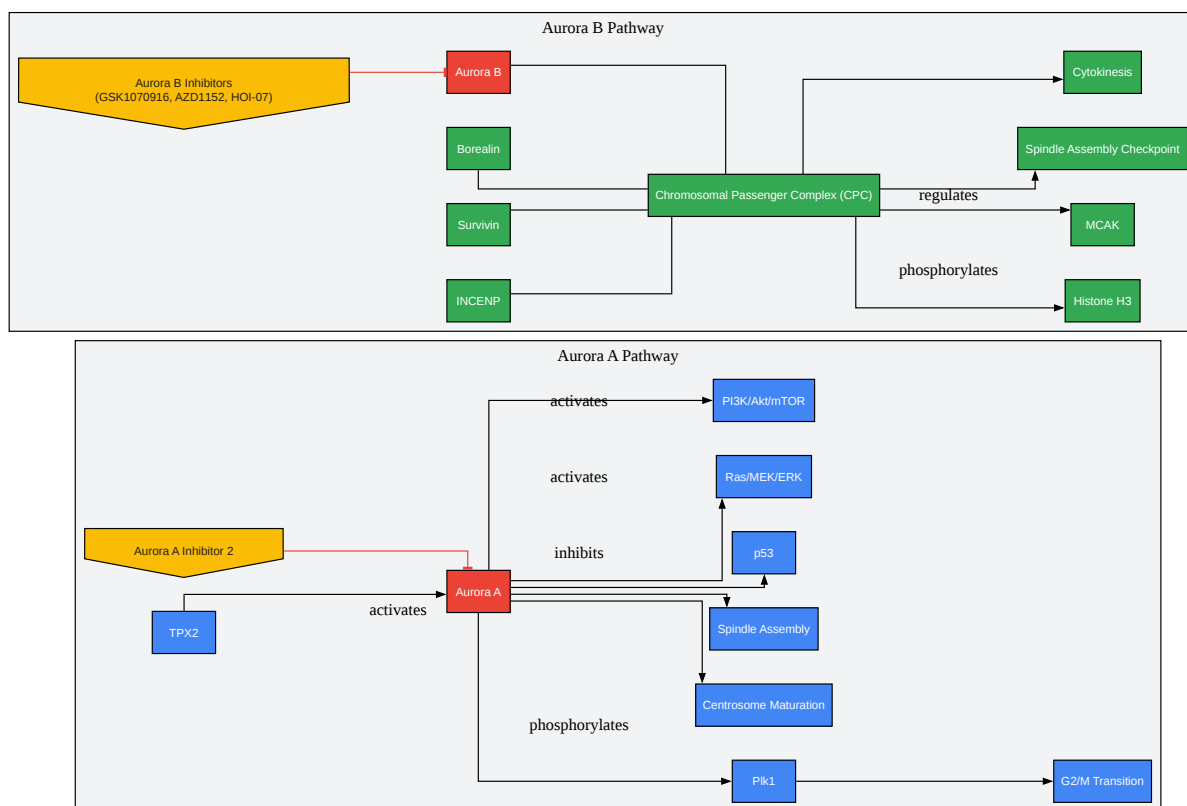 Aurora B Pathway
Aurora B Inhibitors
(GSK1070916, AZD1152, HOI-07)
Aurora B
Cytokinesis
Borealin
Spindle Assembly Checkpoint
Chromosomal Passenger Complex (CPC)
regulates
Survivin
MCAK
phosphorylates
INCENP
Histone H3
Aurora A Pathway
activates
PI3K/Akt/mTOR
activates
Ras/MEK/ERK
Aurora A Inhibitor 2
inhibits
p53
Aurora A
activates
TPX2
Spindle Assembly
Centrosome Maturation
phosphorylates
Plk1
G2/M Transition